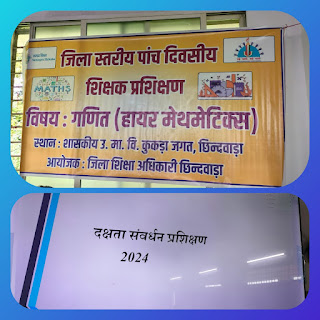 जिला स्तरीय पांच दिवसीय
शिक्षक प्रशिक्षण
MATHS
विषय : गणित (हायर मेथमेटिक्स)
स्थान : शासकीय उ. मा. वि. कुकड़ा जगत, छिन्दवाड़ा
आयोजक : जिला शिक्षा अधिकारी छिन्दवाड़ा
दक्षता संवर्धन प्रशिक्षण
2024